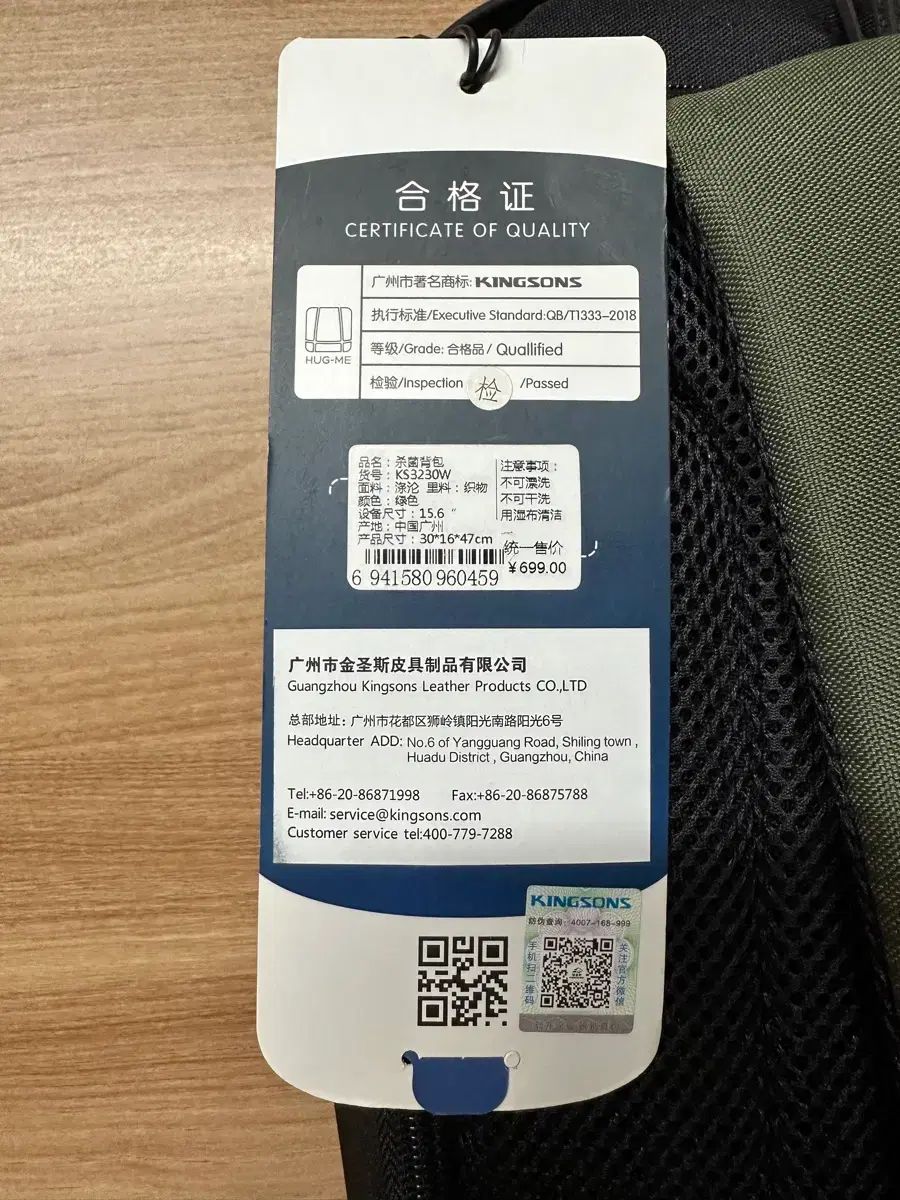 合格证
CERTIFICATE OF QUALITY
HUG-ME
广州市著名商标: KINGSONS
执行标准/Executive Standard:QB/T1333-2018
等级/Grade: 合格品/ Quallified
检验/Inspection 检 /Passed
品名：杀菌背包
货号：KS3230W
面料：涤沦 里料：织物
颜色：绿色
设备尺寸：15.6＂
产地：中国广州
产品尺寸：30*16*47cm
注意事项：
不可漂洗
不可干洗
用湿布清洁
统一售价
￥699.00
6 941580 960459
广州市金圣斯皮具制品有限公司
Guangzhou Kingsons Leather Products CO.,LTD
总部地址：广州市花都区狮岭镇阳光南路阳光6号
Headquarter ADD: No.6 of Yangguang Road, Shiling town ,
Huadu District , Guangzhou, China
Tel:+86-20-86871998 Fax:+86-20-86875788
E-mail: service@kingsons.com
Customer service tel:400-779-7288
KINGSONS
防伪查询: 4007-168-999
手机扫二维码
关注官方微信